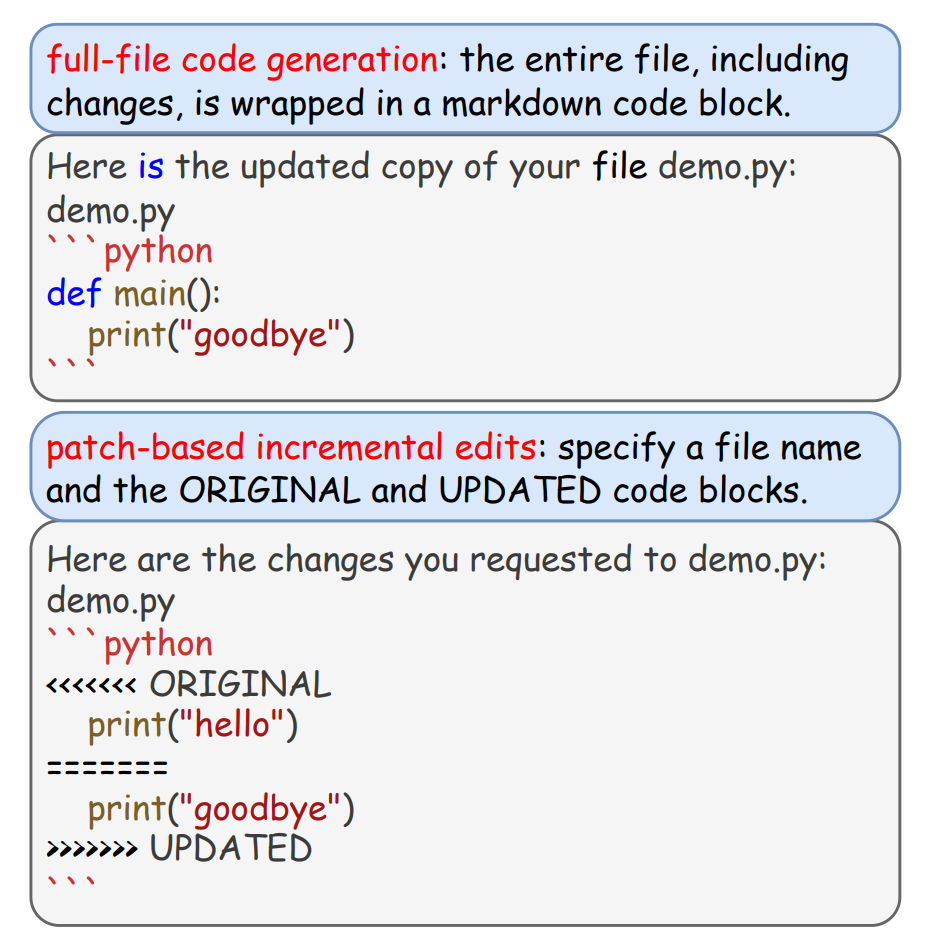 full-file code generation: the entire file, including
changes, is wrapped in a markdown code block.
Here is the updated copy of your file demo.py:
demo.py
```python
def main():
    print("goodbye")
```
patch-based incremental edits: specify a file name
and the ORIGINAL and UPDATED code blocks.
Here are the changes you requested to demo.py:
demo.py
```python
<<<<<<< ORIGINAL
    print("hello")
=======
    print("goodbye")
>>>>>>> UPDATED
```